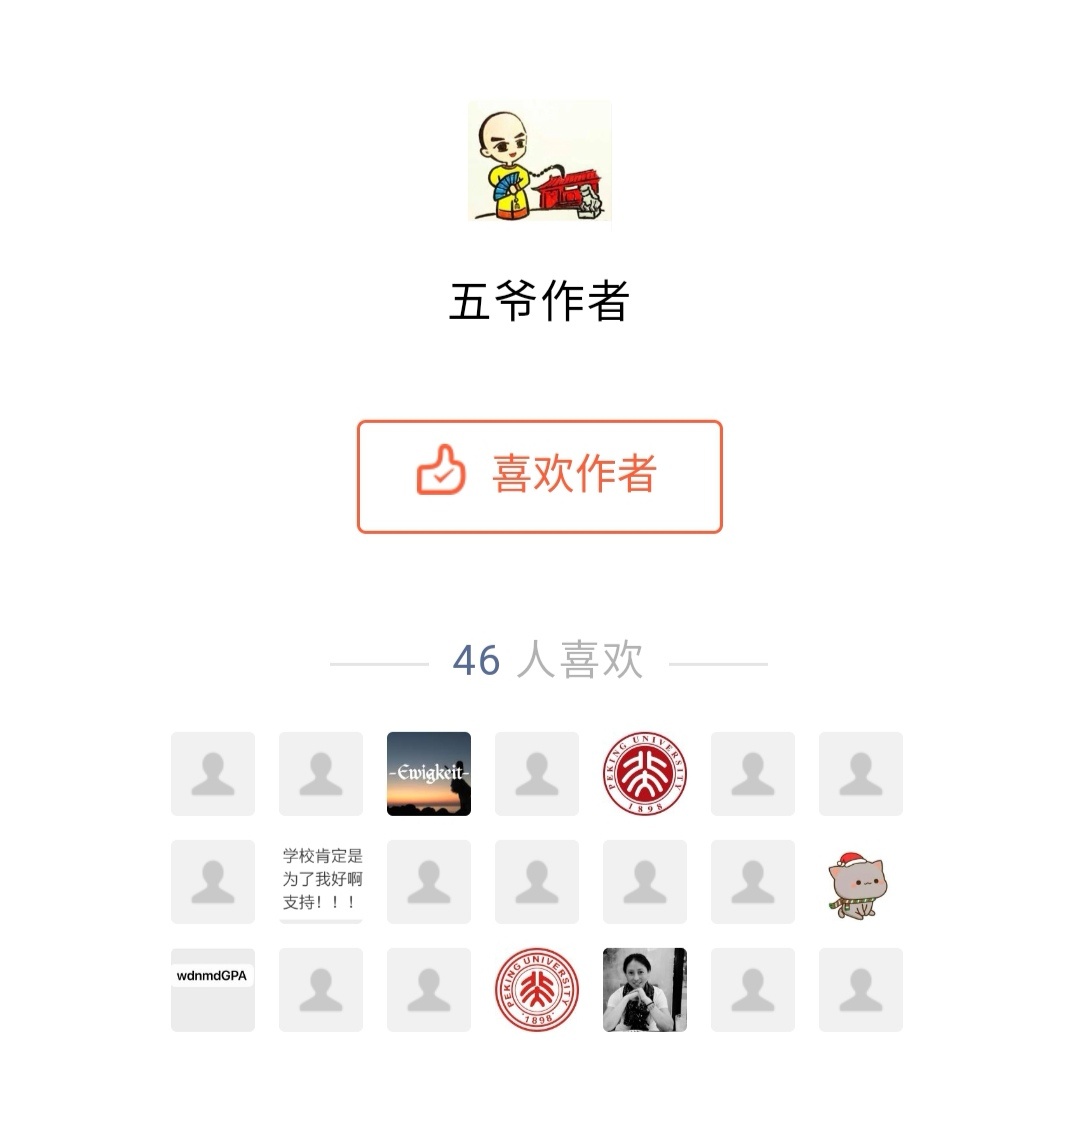 五爷作者
喜欢作者
46 人喜欢
-Ewigkeit-
PEKING UNIVERSITY
1898
学校肯定是
为了我好啊
支持！！！
wdnmdGPA
PEKING UNIVERSITY
·1898·